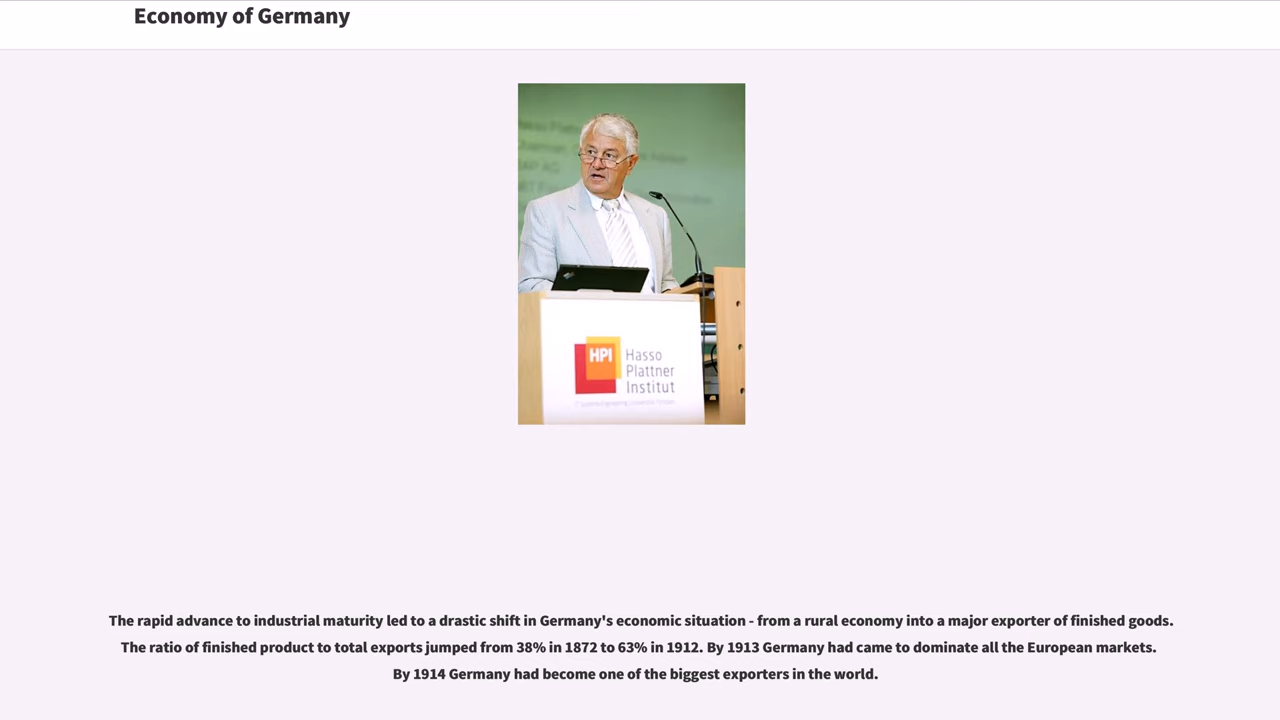 Economy of Germany
HPI
Hasso
Plattner
Institut
The rapid advance to industrial maturity led to a drastic shift in Germany's economic situation - from a rural economy into a major exporter of finished goods.
The ratio of finished product to total exports jumped from 38% in 1872 to 63% in 1912. By 1913 Germany had came to dominate all the European markets.
By 1914 Germany had become one of the biggest exporters in the world.